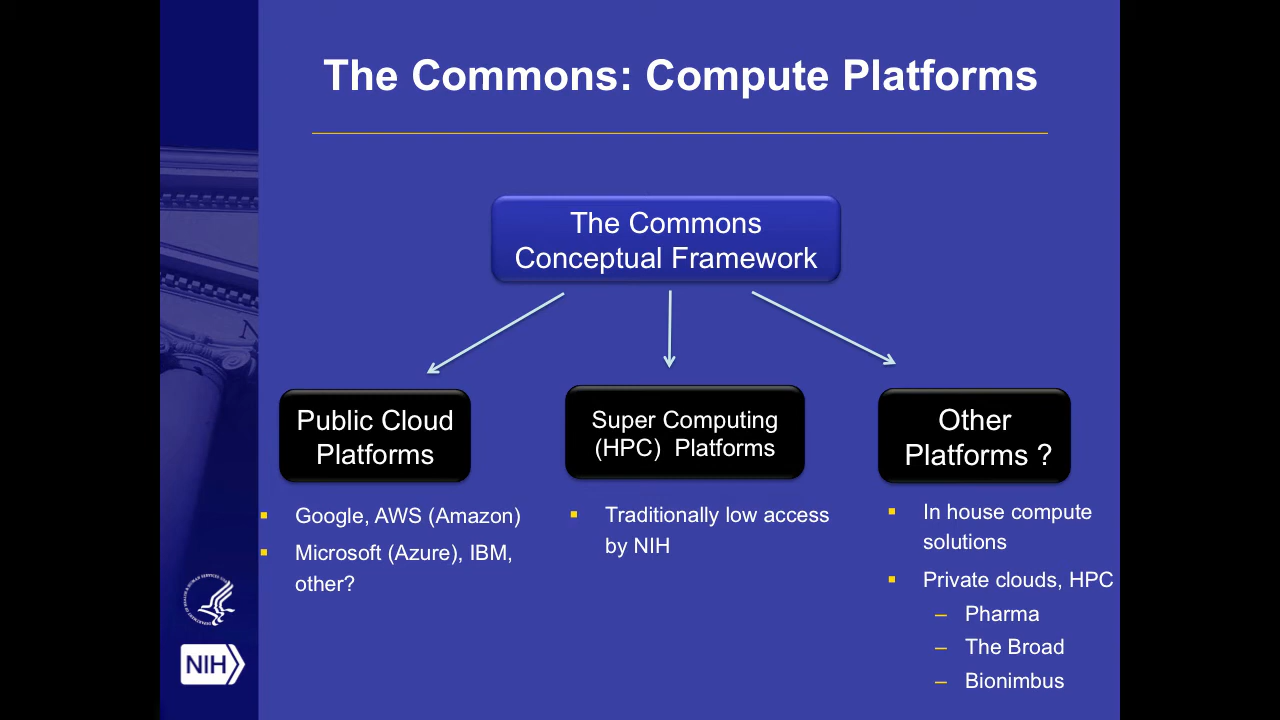 The Commons: Compute Platforms
The Commons
Conceptual Framework
Public Cloud
Platforms
Super Computing
(HPC) Platforms
Other
Platforms ?
Google, AWS (Amazon)
Microsoft (Azure), IBM,
other?
Traditionally low access
by NIH
In house compute
solutions
Private clouds, HPC
– Pharma
– The Broad
– Bionimbus
NIH